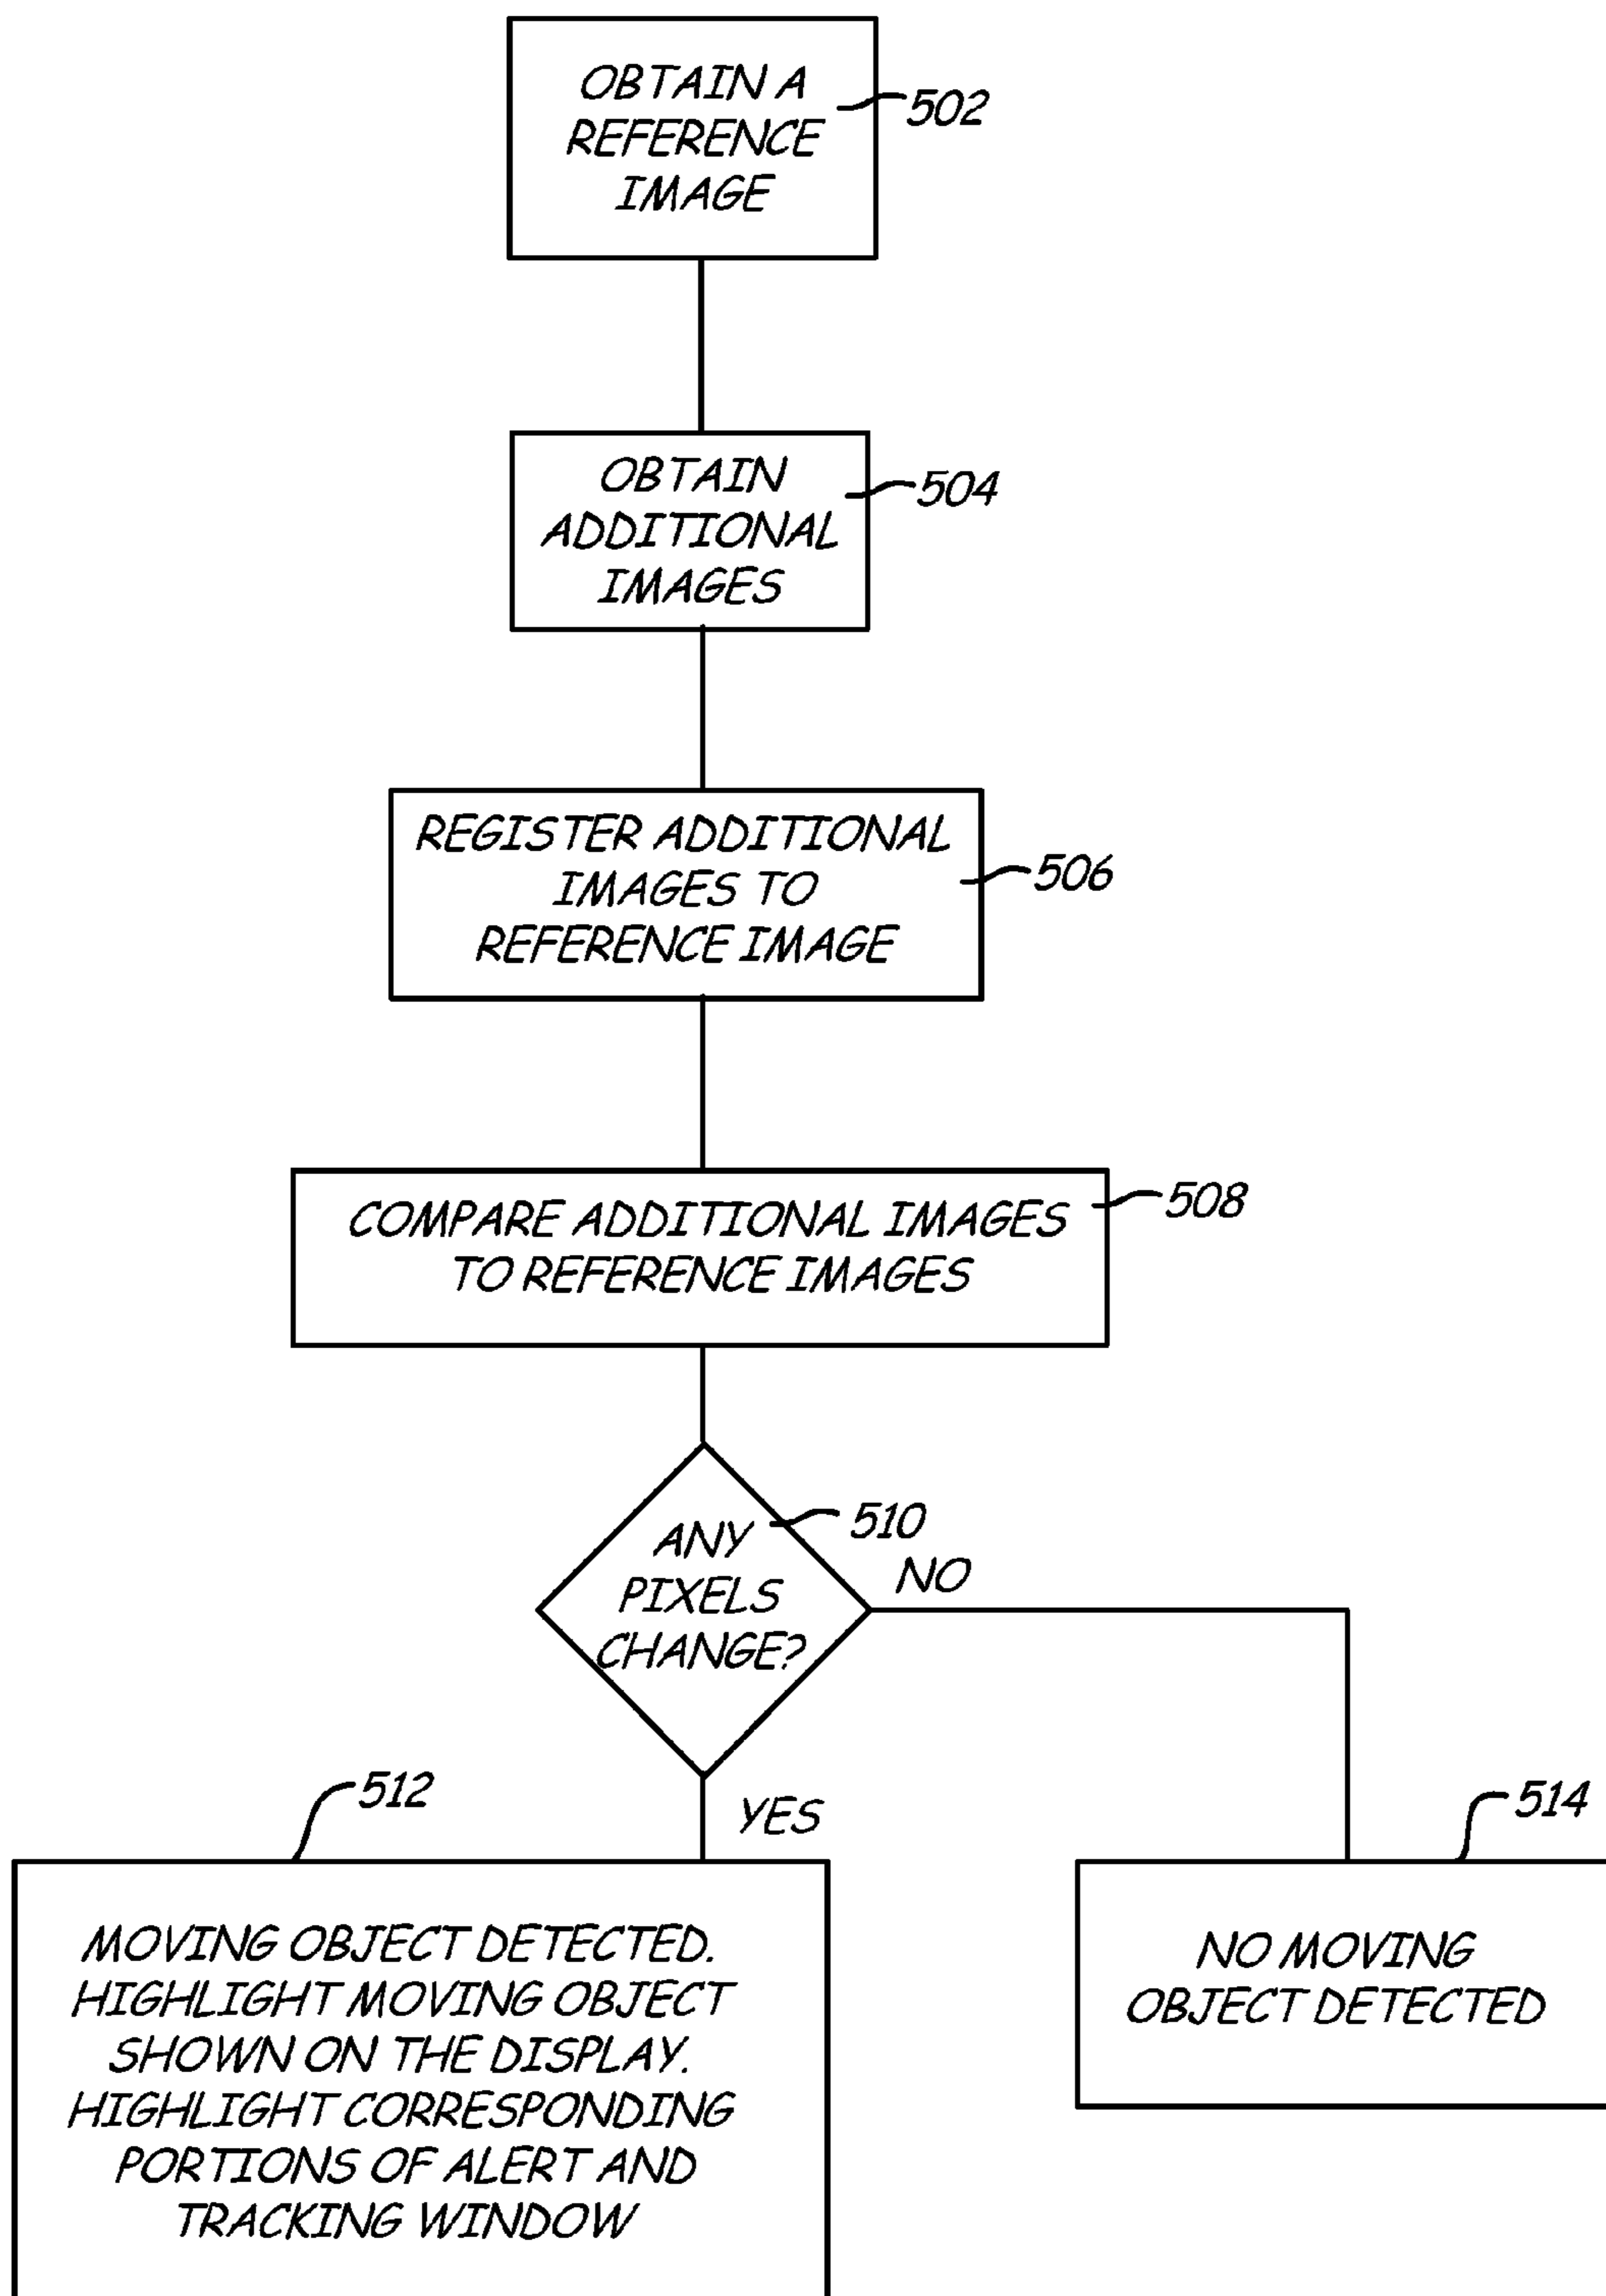 OBTAIN A
REFERENCE
IMAGE
502
OBTAIN
ADDITIONAL
IMAGES
504
REGISTER ADDITIONAL
IMAGES TO
REFERENCE IMAGE
506
COMPARE ADDITIONAL IMAGES
TO REFERENCE IMAGES
508
ANY
PIXELS
CHANGE?
510
NO
YES
512
MOVING OBJECT DETECTED.
HIGHLIGHT MOVING OBJECT
SHOWN ON THE DISPLAY.
HIGHLIGHT CORRESPONDING
PORTIONS OF ALERT AND
TRACKING WINDOW
514
NO MOVING
OBJECT DETECTED